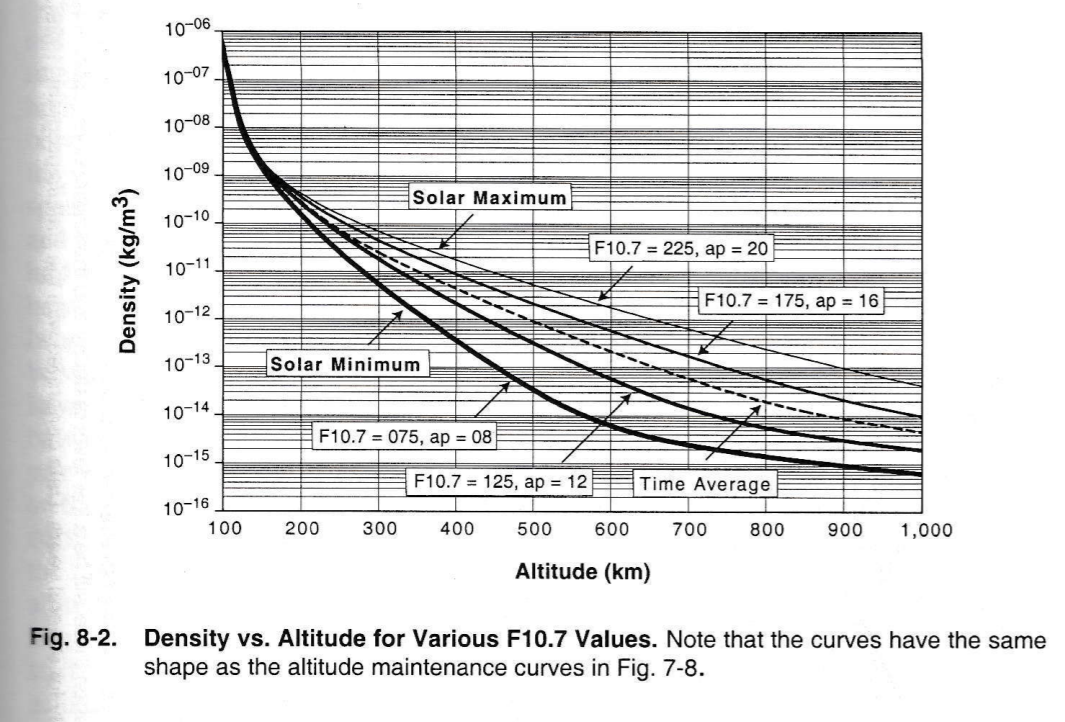 10−06
10−07
10−08
10−09
10−10
10−11
10−12
10−13
10−14
10−15
10−16
Density (kg/m3)
Solar Maximum
F10.7 = 225, ap = 20
F10.7 = 175, ap = 16
Solar Minimum
F10.7 = 075, ap = 08
F10.7 = 125, ap = 12
Time Average
100 200 300 400 500 600 700 800 900 1,000
Altitude (km)
Fig. 8-2. Density vs. Altitude for Various F10.7 Values. Note that the curves have the same
shape as the altitude maintenance curves in Fig. 7-8.